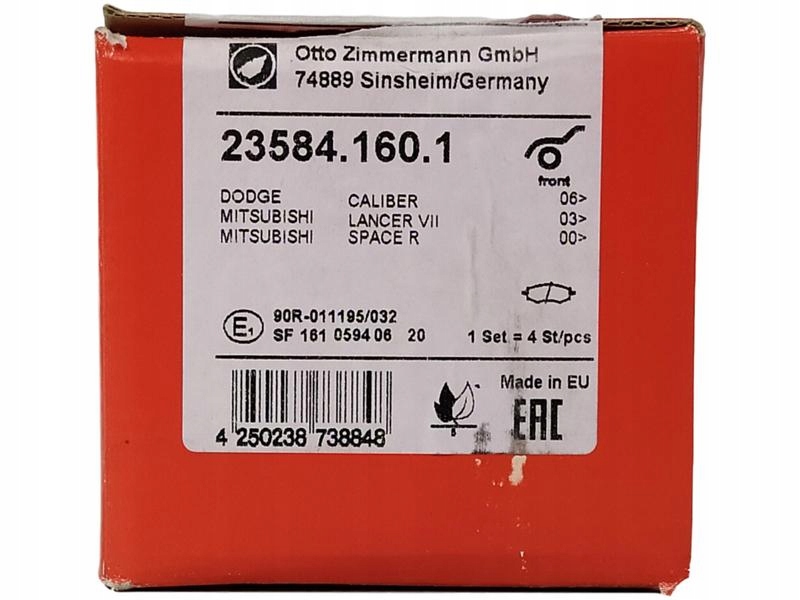 Otto Zimmermann GmbH
74889 Sinsheim/Germany
23584.160.1
front
DODGE CALIBER 06>
MITSUBISHI LANCER VII 03>
MITSUBISHI SPACE R 00>
E1 90R-011195/032
SF 161 0594 06 20 1 Set = 4 St/pcs
Made in EU
EAC
4 250238 738848